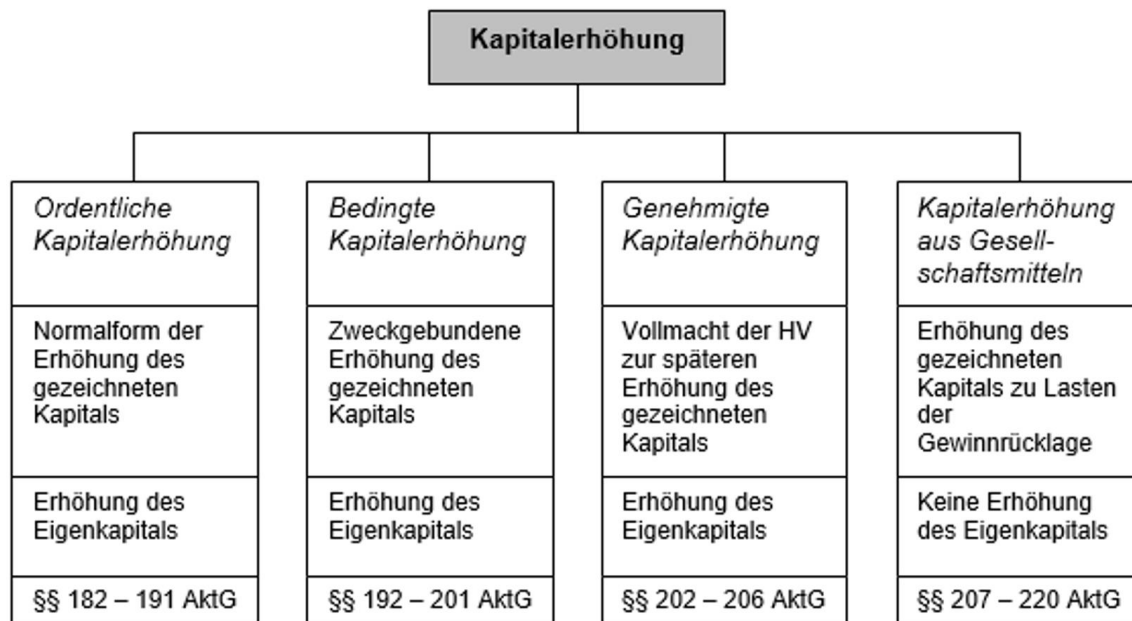 Kapitalerhöhung
Ordentliche
Kapitalerhöhung
Normalform der
Erhöhung des
gezeichneten
Kapitals
Erhöhung des
Eigenkapitals
§§ 182 – 191 AktG
Bedingte
Kapitalerhöhung
Zweckgebundene
Erhöhung des
gezeichneten
Kapitals
Erhöhung des
Eigenkapitals
§§ 192 – 201 AktG
Genehmigte
Kapitalerhöhung
Vollmacht der HV
zur späteren
Erhöhung des
gezeichneten
Kapitals
Erhöhung des
Eigenkapitals
§§ 202 – 206 AktG
Kapitalerhöhung
aus Gesell-
schaftsmitteln
Erhöhung des
gezeichneten
Kapitals zu Lasten
der
Gewinnrücklage
Keine Erhöhung
des Eigenkapitals
§§ 207 – 220 AktG